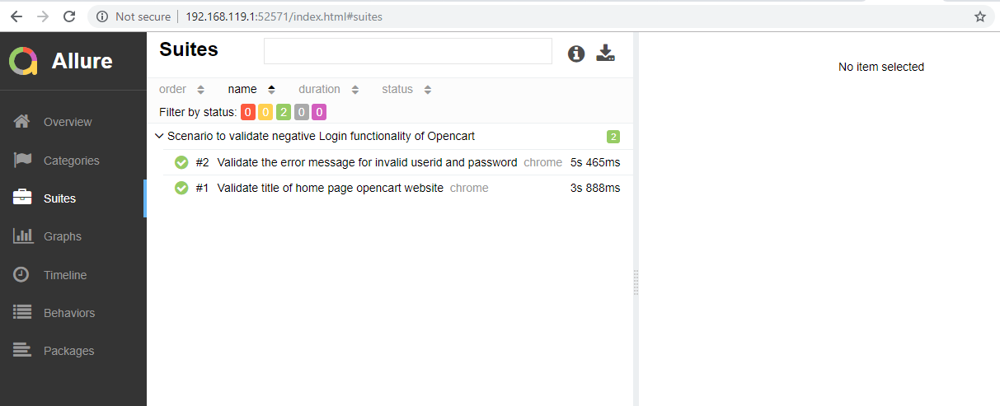 Not secure 192.168.119.1:52571/index.html#suites
Allure
Overview
Categories
Suites
Graphs
Timeline
Behaviors
Packages
Suites
order name duration status
Filter by status: 0 0 2 0 0
Scenario to validate negative Login functionality of Opencart 2
#2 Validate the error message for invalid userid and password chrome 5s 465ms
#1 Validate title of home page opencart website chrome 3s 888ms
No item selected